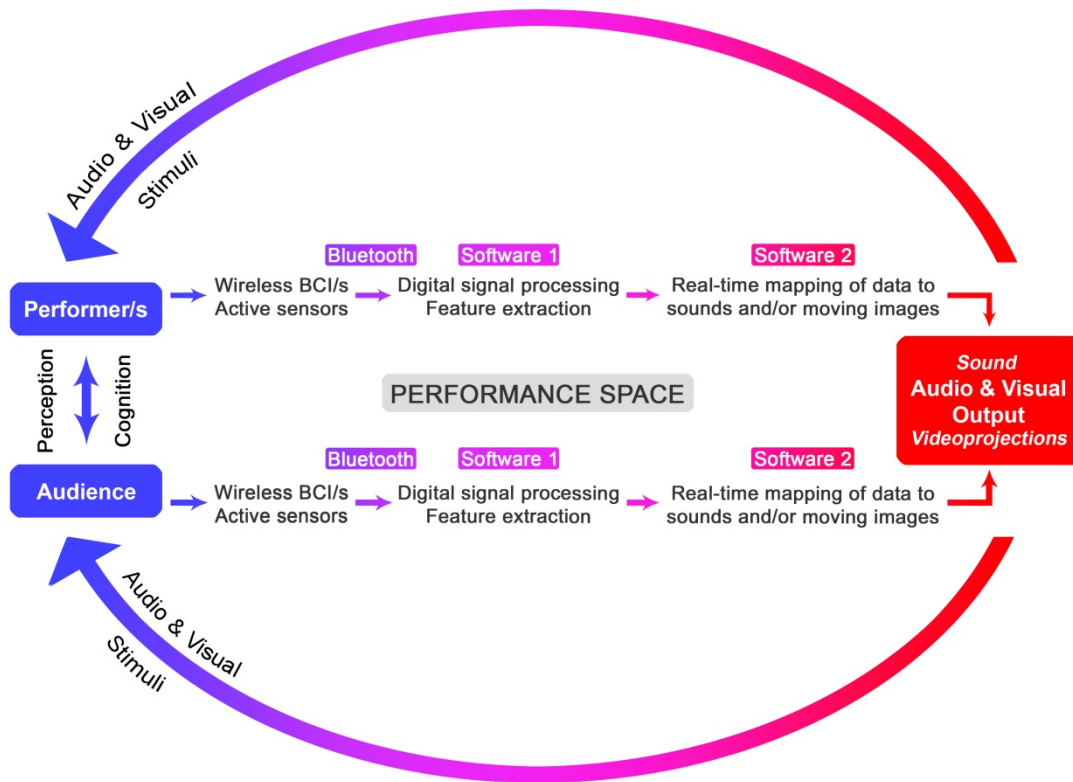 Audio & Visual
Stimuli
Bluetooth
Software 1
Software 2
Performer/s
Wireless BCI/s
Active sensors
Digital signal processing
Feature extraction
Real-time mapping of data to
sounds and/or moving images
Perception
Cognition
PERFORMANCE SPACE
Sound
Audio & Visual
Output
Videoprojections
Bluetooth
Software 1
Software 2
Audience
Wireless BCI/s
Active sensors
Digital signal processing
Feature extraction
Real-time mapping of data to
sounds and/or moving images
Audio & Visual
Stimuli